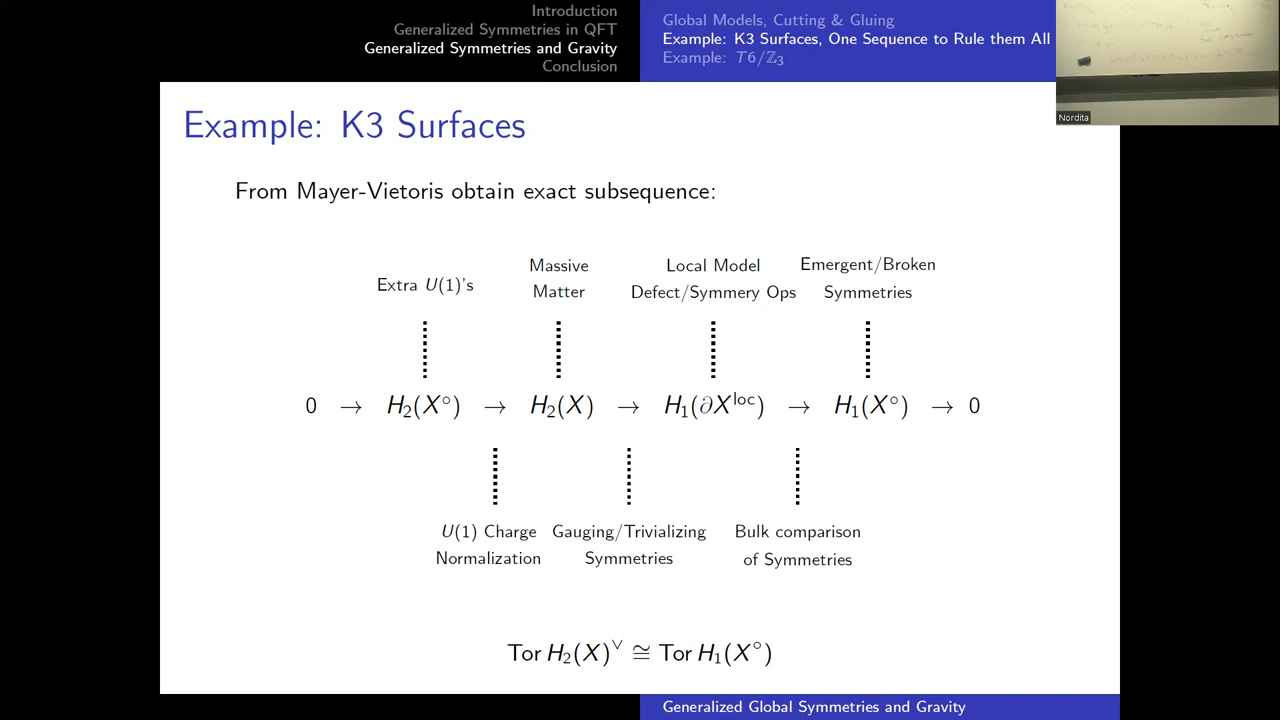 Introduction
Generalized Symmetries in QFT
Generalized Symmetries and Gravity
Conclusion
Global Models, Cutting & Gluing
Example: K3 Surfaces, One Sequence to Rule them All
Example: T6/ℤ₃
Nordita
Example: K3 Surfaces
From Mayer-Vietoris obtain exact subsequence:
Extra U(1)'s
Massive Matter
Local Model Defect/Symmery Ops
Emergent/Broken Symmetries
0 → H₂(X°) → H₂(X) → H₁(∂X^loc) → H₁(X°) → 0
U(1) Charge Normalization
Gauging/Trivializing Symmetries
Bulk comparison of Symmetries
Tor H₂(X)^∨ ≅ Tor H₁(X°)
Generalized Global Symmetries and Gravity